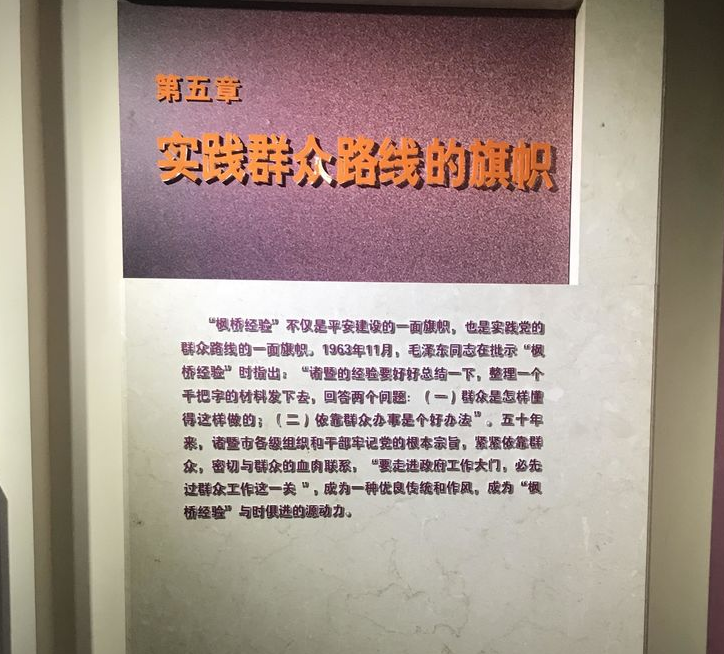 第五章
实践群众路线的旗帜
“枫桥经验”不仅是平安建设的一面旗帜，也是实践党的
群众路线的一面旗帜。1963年11月，毛泽东同志在批示“枫
桥经验”时指出：“诸暨的经验要好好总结一下，整理一个
千把字的材料发下去，回答两个问题：（一）群众是怎样懂
得这样做的；（二）依靠群众办事是个好办法”。五十年
来，诸暨市各级组织和干部牢记党的根本宗旨，紧紧依靠群
众，密切与群众的血肉联系，“要走进政府工作大门，必先
过群众工作这一关”，成为一种优良传统和作风，成为“枫
桥经验”与时俱进的源动力。